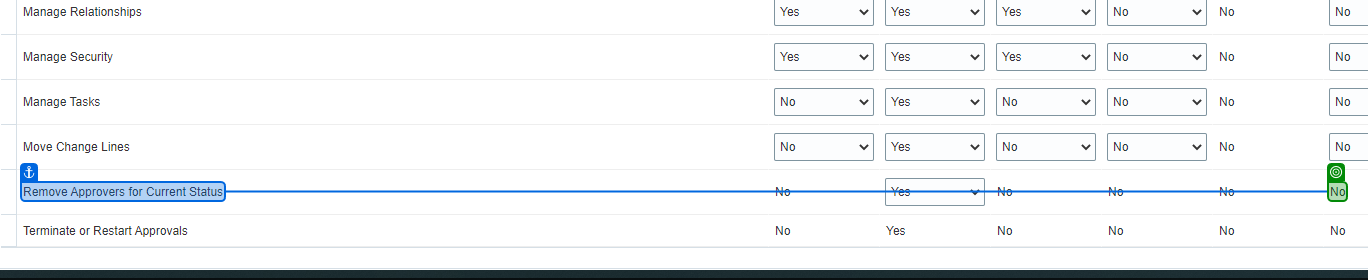 Manage Relationships Yes Yes Yes No No No
Manage Security Yes Yes Yes No No No
Manage Tasks No Yes No No No No
Move Change Lines No Yes No No No No
Remove Approvers for Current Status No Yes No No No No
Terminate or Restart Approvals No Yes No No No No